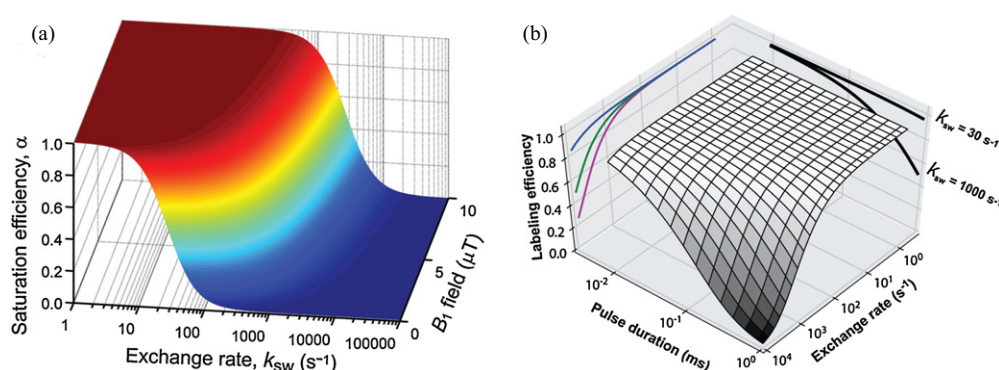 (a)
Saturation efficiency, α
1.0
0.8
0.6
0.4
0.2
0.0
1
10
100
1000
10000
100000
Exchange rate, k_sw (s⁻¹)
0
5
10
B₁ field (μT)
(b)
Labeling efficiency
1.0
0.8
0.6
0.4
0.2
0.0
10⁻²
10⁻¹
10⁰
Pulse duration (ms)
10⁴
10³
10²
10¹
10⁰
Exchange rate (s⁻¹)
k_sw = 30 s⁻¹
k_sw = 1000 s⁻¹